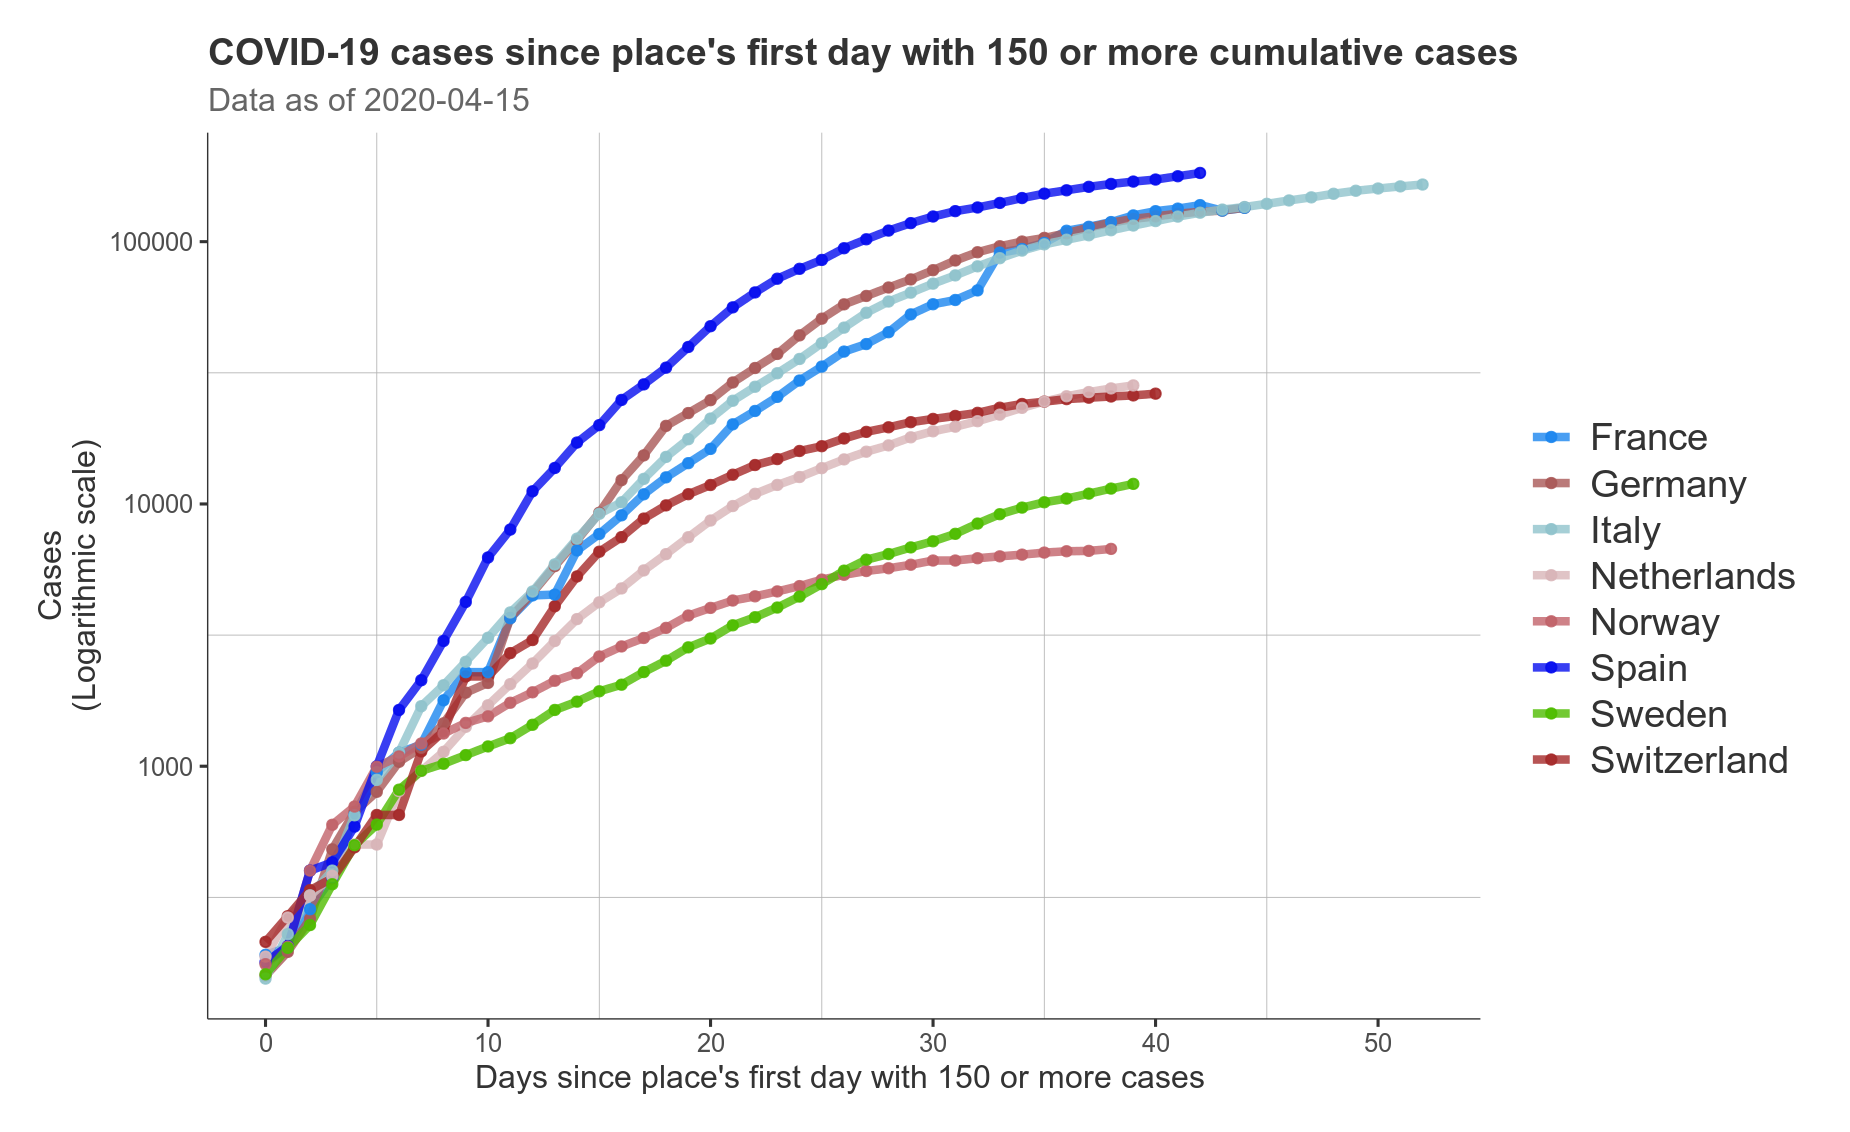 COVID-19 cases since place's first day with 150 or more cumulative cases
Data as of 2020-04-15
Cases
(Logarithmic scale)
100000
10000
1000
0
10
20
30
40
50
Days since place's first day with 150 or more cases
France
Germany
Italy
Netherlands
Norway
Spain
Sweden
Switzerland